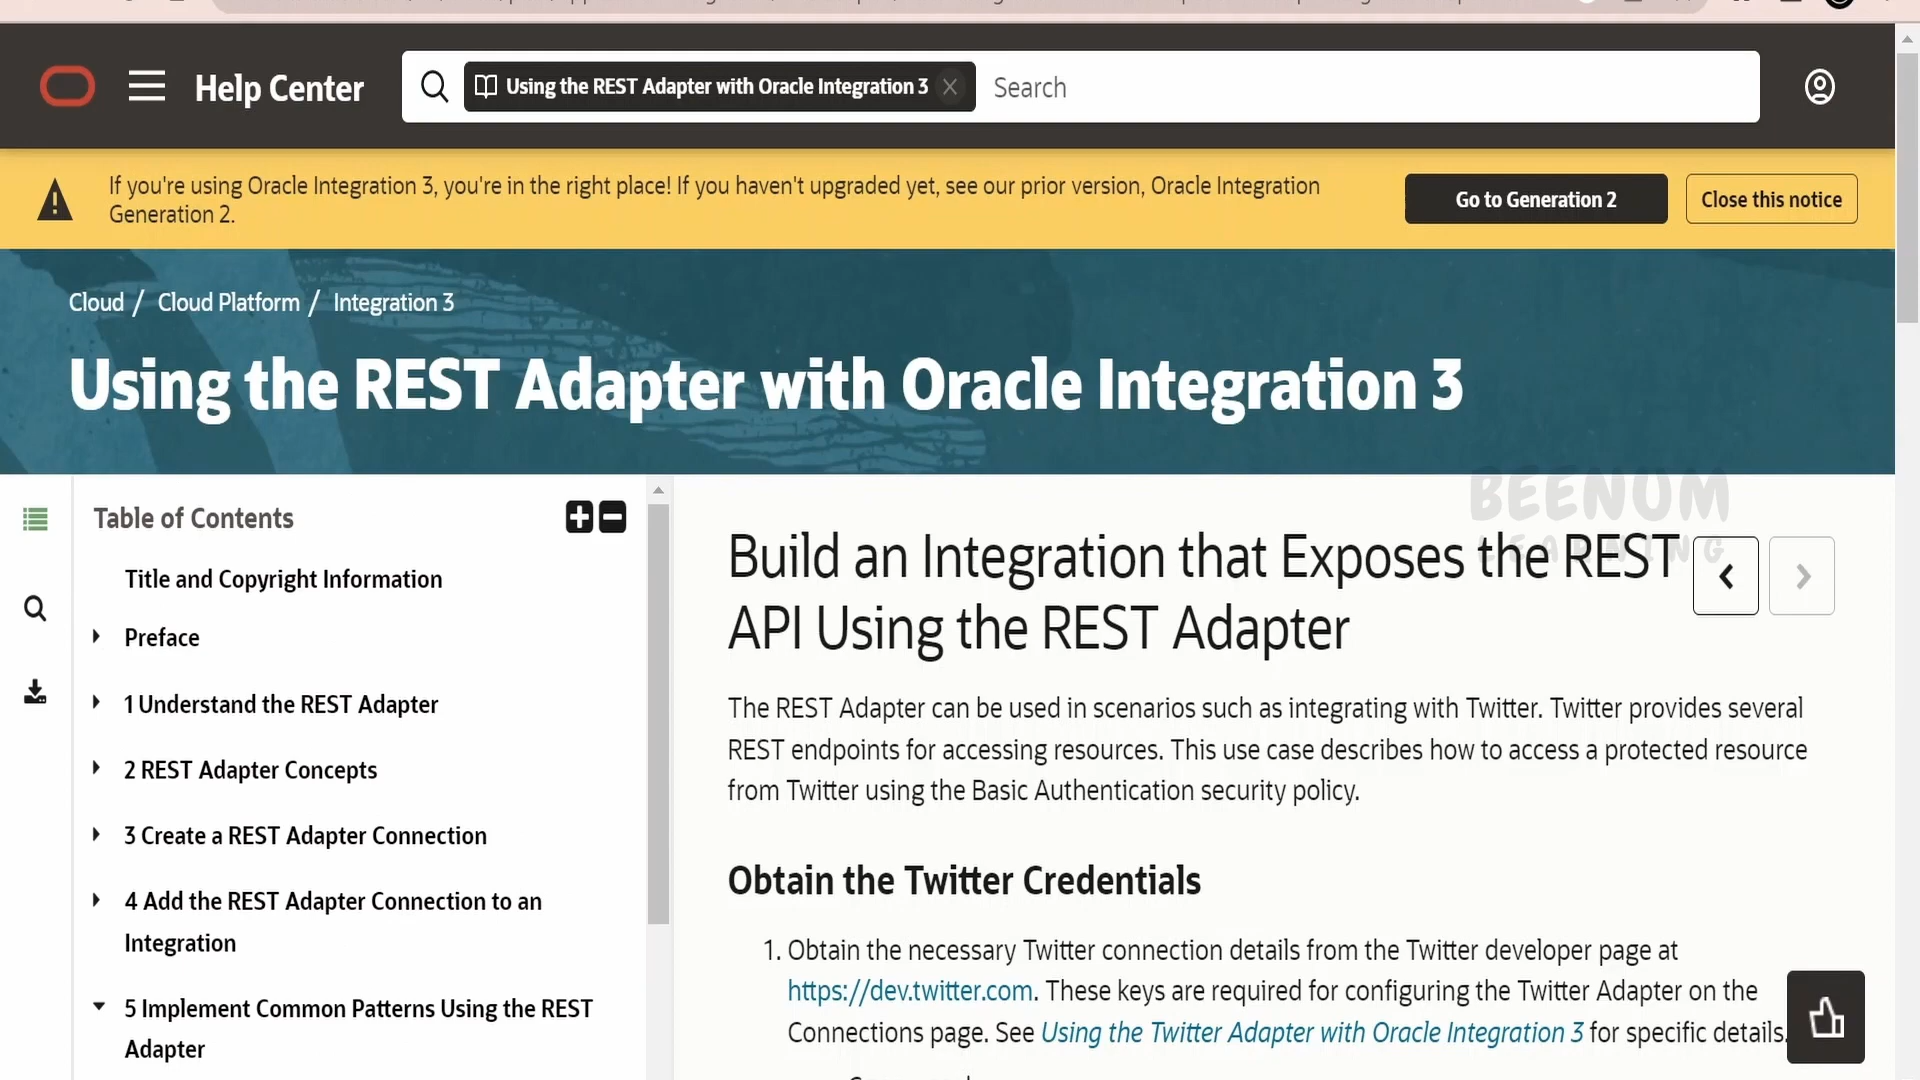 Help Center
Using the REST Adapter with Oracle Integration 3
Search
If you're using Oracle Integration 3, you're in the right place! If you haven't upgraded yet, see our prior version, Oracle Integration
Generation 2.
Go to Generation 2
Close this notice
Cloud / Cloud Platform / Integration 3
Using the REST Adapter with Oracle Integration 3
Table of Contents
Title and Copyright Information
Preface
1 Understand the REST Adapter
2 REST Adapter Concepts
3 Create a REST Adapter Connection
4 Add the REST Adapter Connection to an
Integration
5 Implement Common Patterns Using the REST
Adapter
BEENUM
LEARNING
Build an Integration that Exposes the REST
API Using the REST Adapter
The REST Adapter can be used in scenarios such as integrating with Twitter. Twitter provides several
REST endpoints for accessing resources. This use case describes how to access a protected resource
from Twitter using the Basic Authentication security policy.
Obtain the Twitter Credentials
1. Obtain the necessary Twitter connection details from the Twitter developer page at
https://dev.twitter.com. These keys are required for configuring the Twitter Adapter on the
Connections page. See Using the Twitter Adapter with Oracle Integration 3 for specific details.